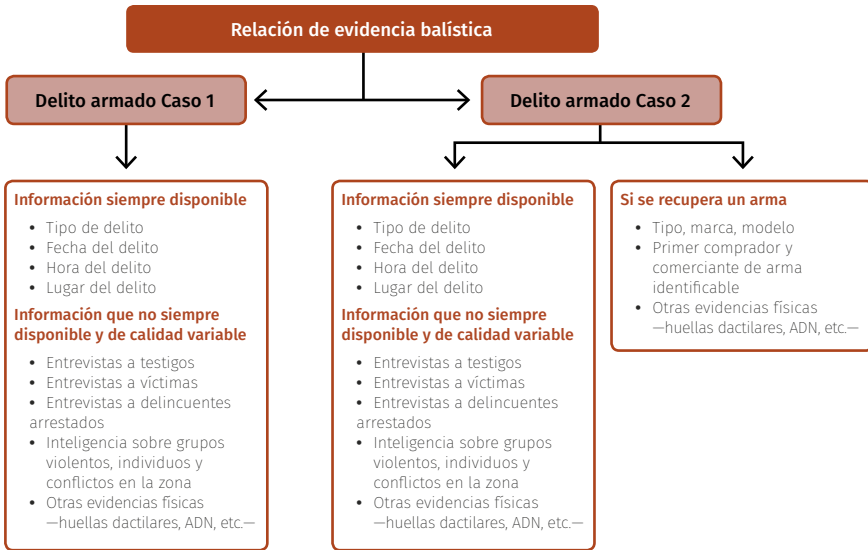 Relación de evidencia balística
Delito armado Caso 1
Delito armado Caso 2
Información siempre disponible
• Tipo de delito
• Fecha del delito
• Hora del delito
• Lugar del delito
Información que no siempre
disponible y de calidad variable
• Entrevistas a testigos
• Entrevistas a víctimas
• Entrevistas a delincuentes
arrestados
• Inteligencia sobre grupos
violentos, individuos y
conflictos en la zona
• Otras evidencias físicas
—huellas dactilares, ADN, etc.—
Información siempre disponible
• Tipo de delito
• Fecha del delito
• Hora del delito
• Lugar del delito
Información que no siempre
disponible y de calidad variable
• Entrevistas a testigos
• Entrevistas a víctimas
• Entrevistas a delincuentes
arrestados
• Inteligencia sobre grupos
violentos, individuos y
conflictos en la zona
• Otras evidencias físicas
—huellas dactilares, ADN, etc.—
Si se recupera un arma
• Tipo, marca, modelo
• Primer comprador y
comerciante de arma
identificable
• Otras evidencias físicas
—huellas dactilares, ADN, etc.—